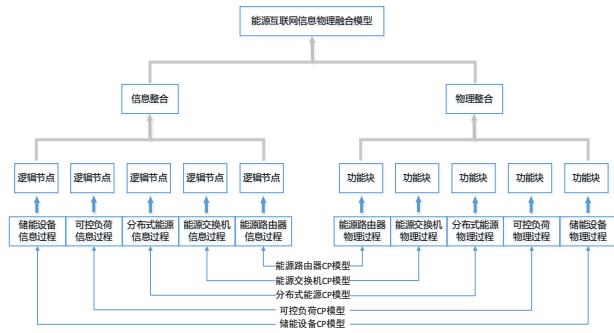 能源互联网信息物理融合模型
信息整合
物理整合
逻辑节点
逻辑节点
逻辑节点
逻辑节点
逻辑节点
功能块
功能块
功能块
功能块
功能块
储能设备
信息过程
可控负荷
信息过程
分布式能源
信息过程
能源交换机
信息过程
能源路由器
信息过程
能源路由器
物理过程
能源交换机
物理过程
分布式能源
物理过程
可控负荷
物理过程
储能设备
物理过程
能源路由器CP模型
能源交换机CP模型
分布式能源CP模型
可控负荷CP模型
储能设备CP模型